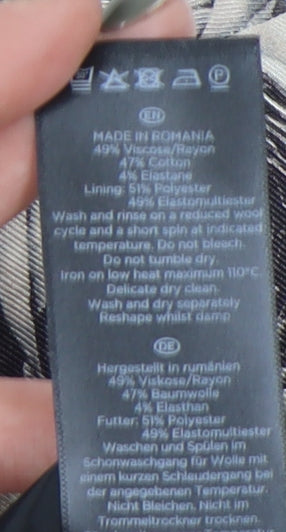 EN
MADE IN ROMANIA
49% Viscose/Rayon
47% Cotton
4% Elastane
Lining: 51% Polyester
49% Elastomultiester
Wash and rinse on a reduced wool
cycle and a short spin at indicated
temperature. Do not bleach.
Do not tumble dry.
Iron on low heat maximum 110°C.
Delicate dry clean.
Wash and dry separately
Reshape whilst damp
DE
Hergestellt in rumänien
49% Viskose/Rayon
47% Baumwolle
4% Elasthan
Futter: 51% Polyester
49% Elastomultiester
Waschen und Spülen im
Schonwaschgang für Wolle mit
einem kurzen Schleudergang bei
der angegebenen Temperatur.
Nicht Bleichen. Nicht im
Trommeltrockner trocknen.